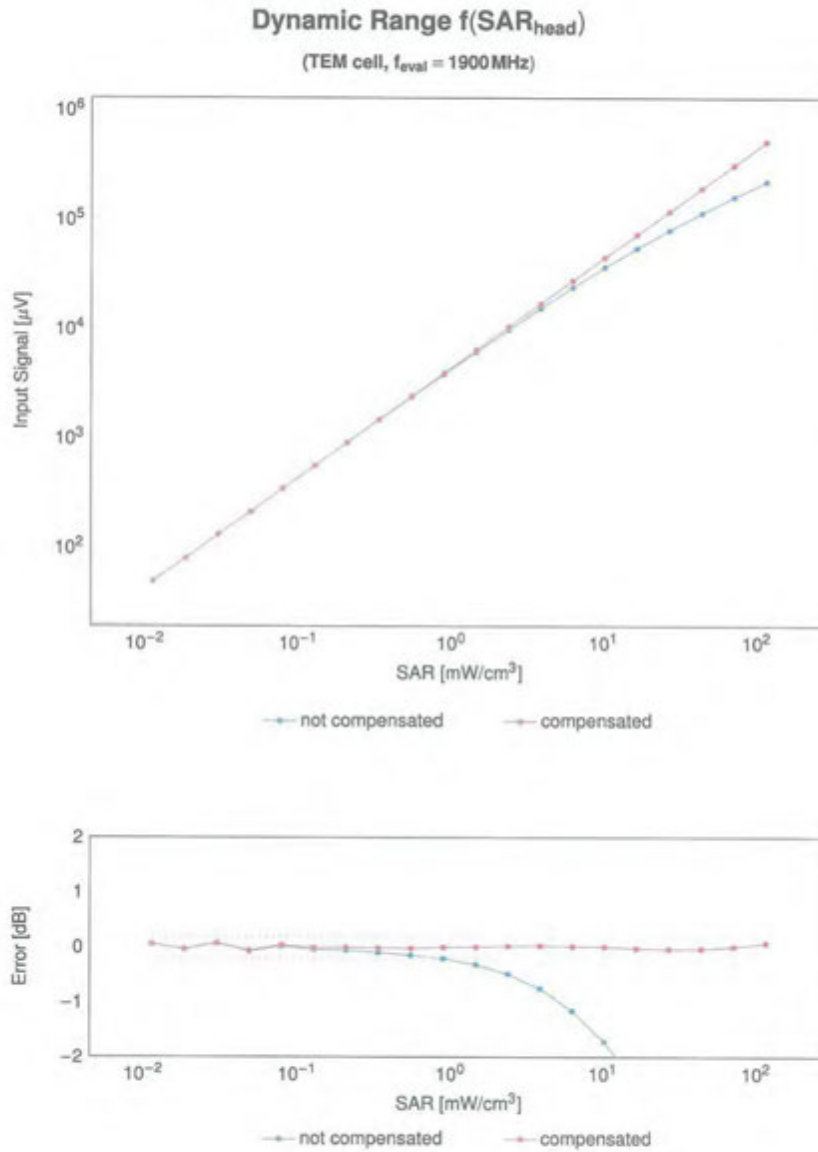 Dynamic Range f(SARhead)
(TEM cell, feval = 1900 MHz)
10⁶
10⁵
10⁴
10³
10²
Input Signal [µV]
10⁻² 10⁻¹ 10⁰ 10¹ 10²
SAR [mW/cm³]
not compensated compensated
2
1
0
−1
−2
Error [dB]
10⁻² 10⁻¹ 10⁰ 10¹ 10²
SAR [mW/cm³]
not compensated compensated